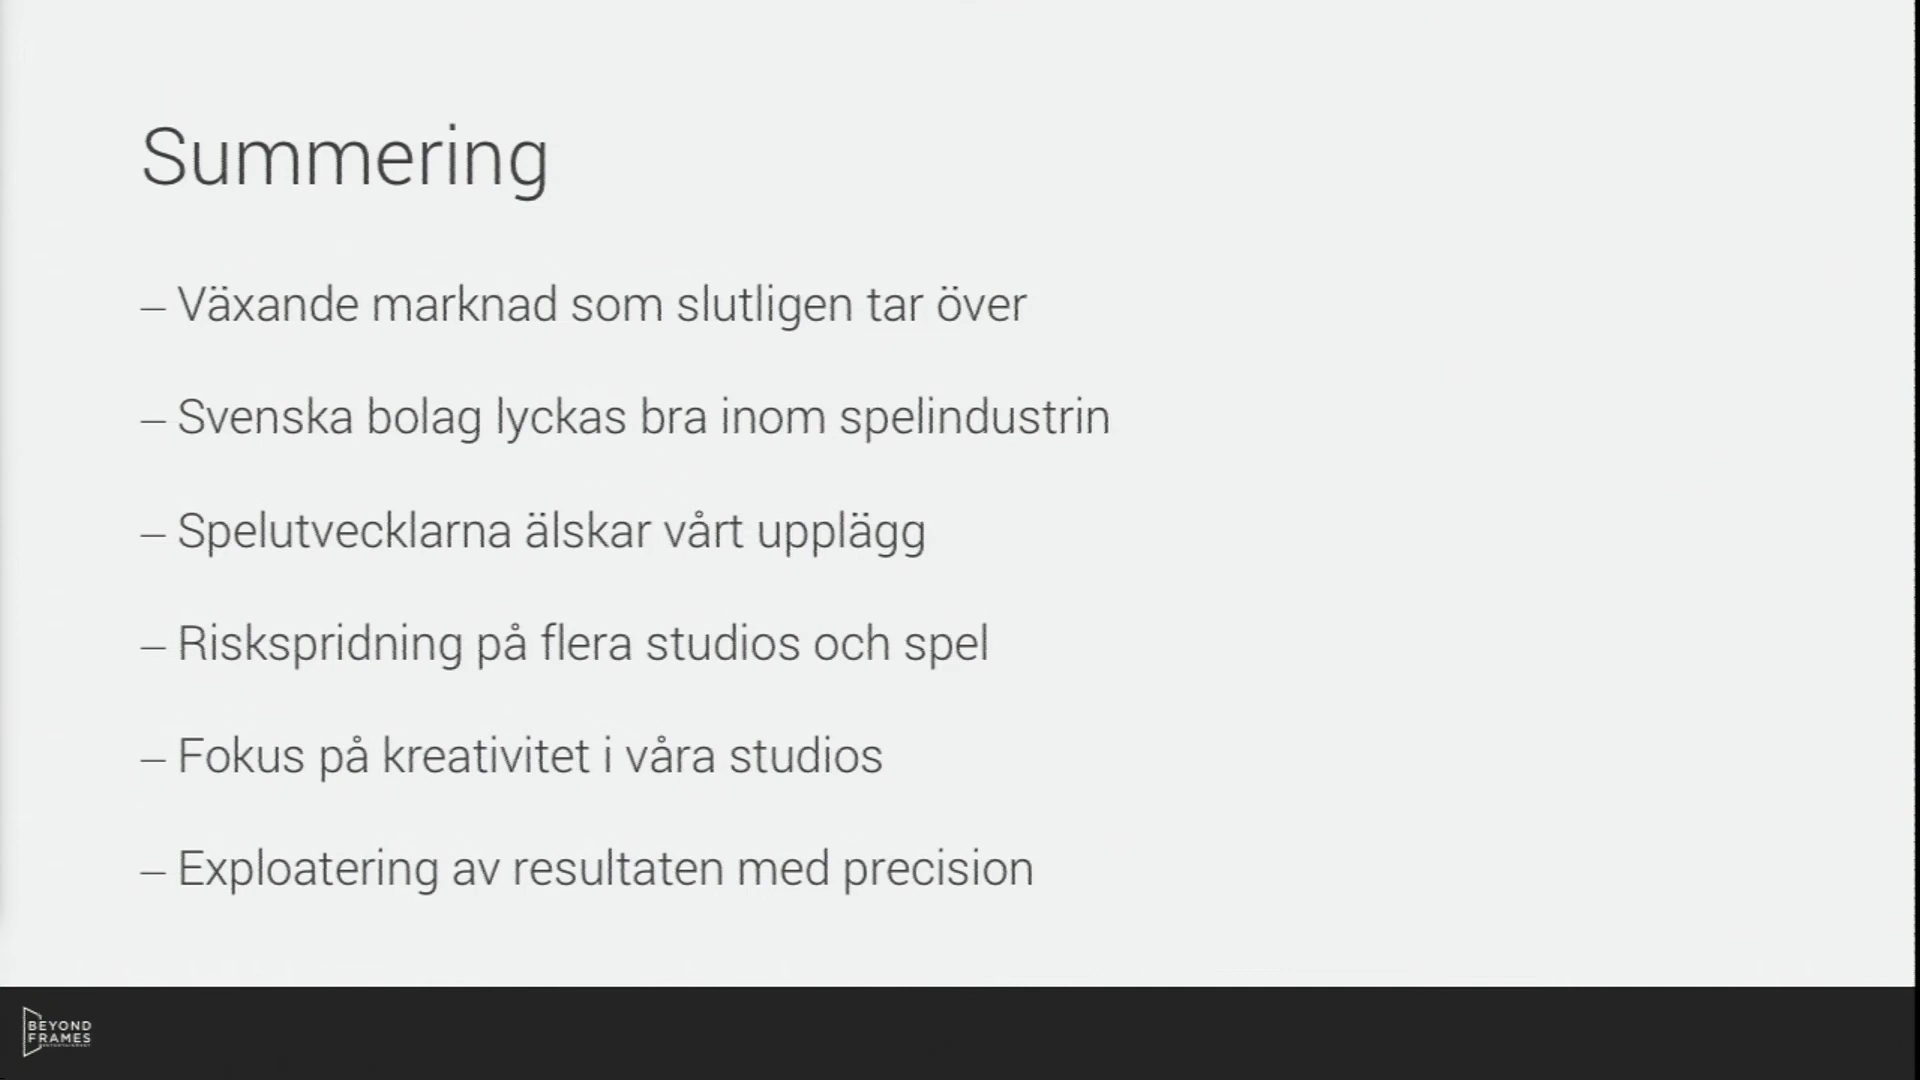 Summering
– Växande marknad som slutligen tar över
– Svenska bolag lyckas bra inom spelindustrin
– Spelutvecklarna älskar vårt upplägg
– Riskspridning på flera studios och spel
– Fokus på kreativitet i våra studios
– Exploatering av resultaten med precision
BEYOND
FRAMES
ENTERTAINMENT